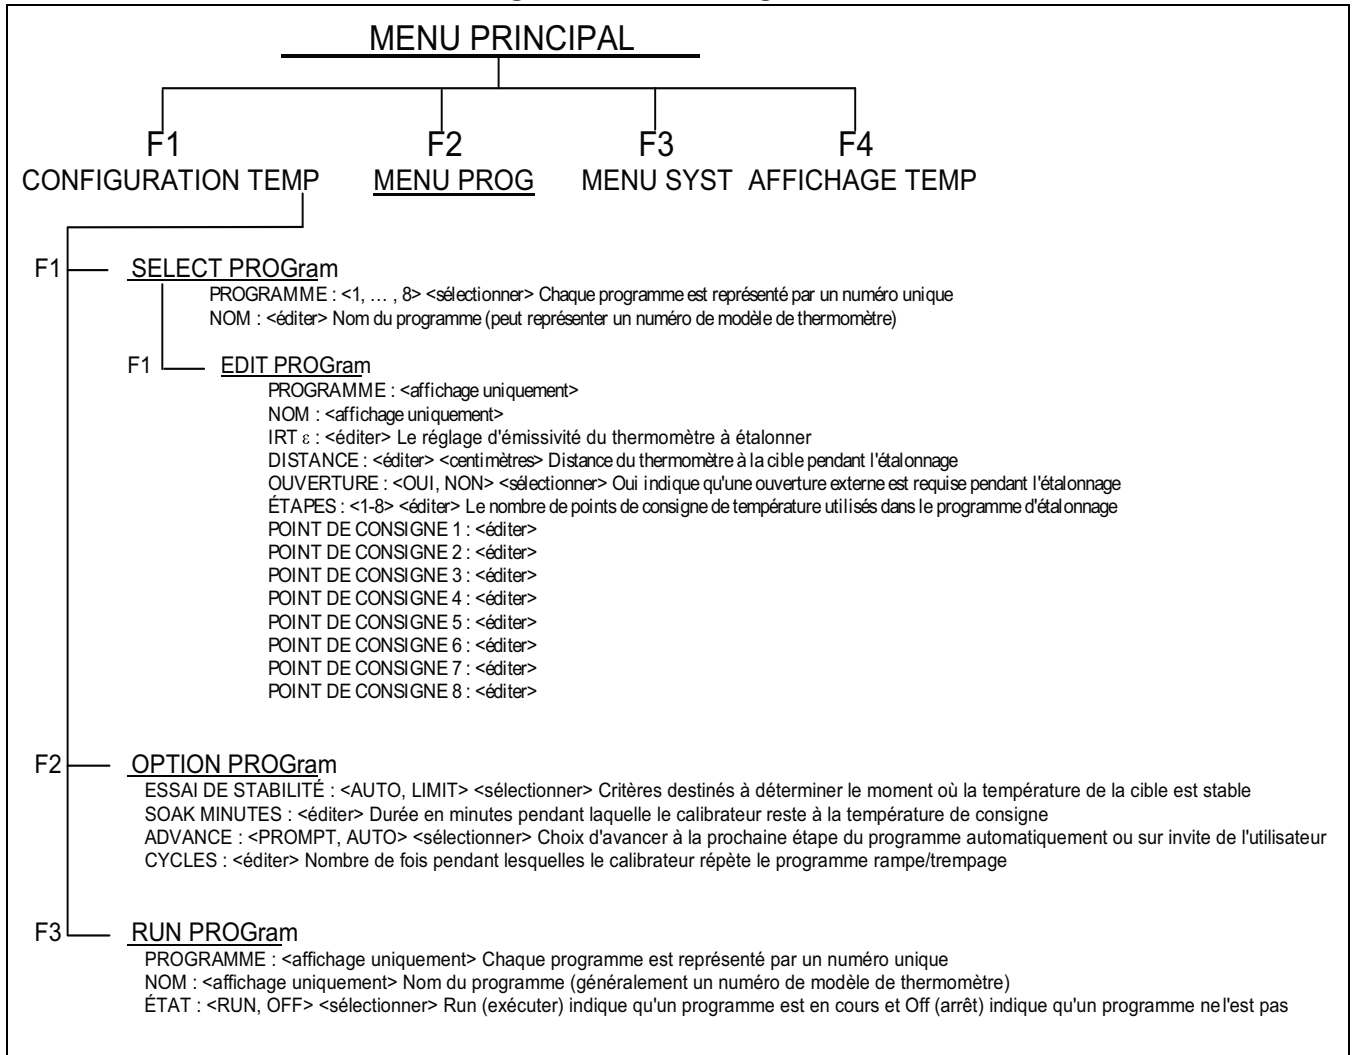 MENU PRINCIPAL
F1 F2 F3 F4
CONFIGURATION TEMP MENU PROG MENU SYST AFFICHAGE TEMP
F1 SELECT PROGram
PROGRAMME : <1, … , 8> <sélectionner> Chaque programme est représenté par un numéro unique
NOM : <éditer> Nom du programme (peut représenter un numéro de modèle de thermomètre)
F1 EDIT PROGram
PROGRAMME : <affichage uniquement>
NOM : <affichage uniquement>
IRT ε : <éditer> Le réglage d'émissivité du thermomètre à étalonner
DISTANCE : <éditer> <centimètres> Distance du thermomètre à la cible pendant l'étalonnage
OUVERTURE : <OUI, NON> <sélectionner> Oui indique qu'une ouverture externe est requise pendant l'étalonnage
ÉTAPES : <1-8> <éditer> Le nombre de points de consigne de température utilisés dans le programme d'étalonnage
POINT DE CONSIGNE 1 : <éditer>
POINT DE CONSIGNE 2 : <éditer>
POINT DE CONSIGNE 3 : <éditer>
POINT DE CONSIGNE 4 : <éditer>
POINT DE CONSIGNE 5 : <éditer>
POINT DE CONSIGNE 6 : <éditer>
POINT DE CONSIGNE 7 : <éditer>
POINT DE CONSIGNE 8 : <éditer>
F2 OPTION PROGram
ESSAI DE STABILITÉ : <AUTO, LIMIT> <sélectionner> Critères destinés à déterminer le moment où la température de la cible est stable
SOAK MINUTES : <éditer> Durée en minutes pendant laquelle le calibrateur reste à la température de consigne
ADVANCE : <PROMPT, AUTO> <sélectionner> Choix d'avancer à la prochaine étape du programme automatiquement ou sur invite de l'utilisateur
CYCLES : <éditer> Nombre de fois pendant lesquelles le calibrateur répète le programme rampe/trempage
F3 RUN PROGram
PROGRAMME : <affichage uniquement> Chaque programme est représenté par un numéro unique
NOM : <affichage uniquement> Nom du programme (généralement un numéro de modèle de thermomètre)
ÉTAT : <RUN, OFF> <sélectionner> Run (exécuter) indique qu'un programme est en cours et Off (arrêt) indique qu'un programme ne l'est pas